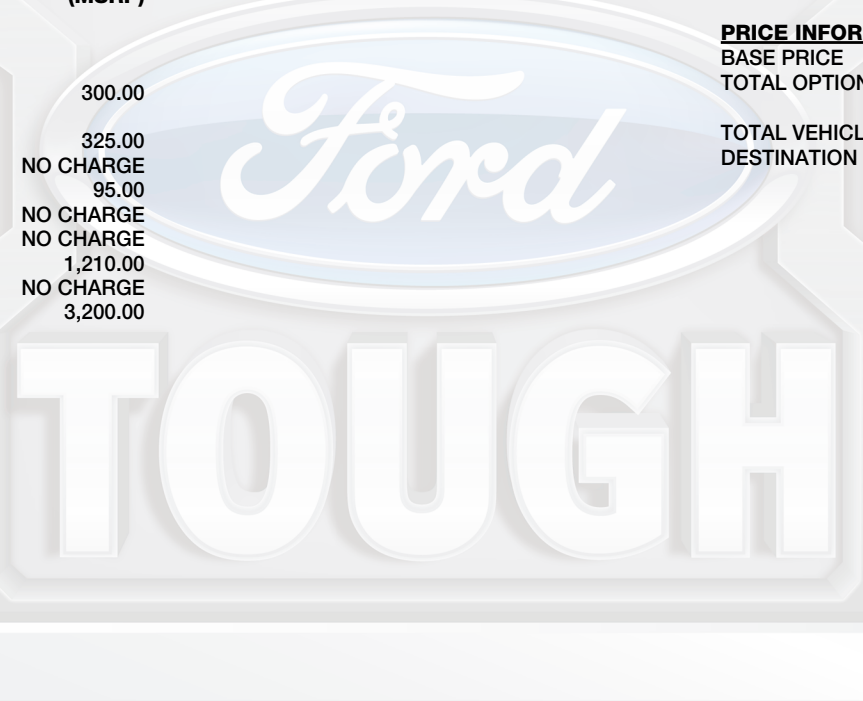 (MSRP)
300.00
325.00
NO CHARGE
95.00
NO CHARGE
NO CHARGE
1,210.00
NO CHARGE
3,200.00
PRICE INFOR
BASE PRICE
TOTAL OPTION
TOTAL VEHICL
DESTINATION
Ford
TOUGH